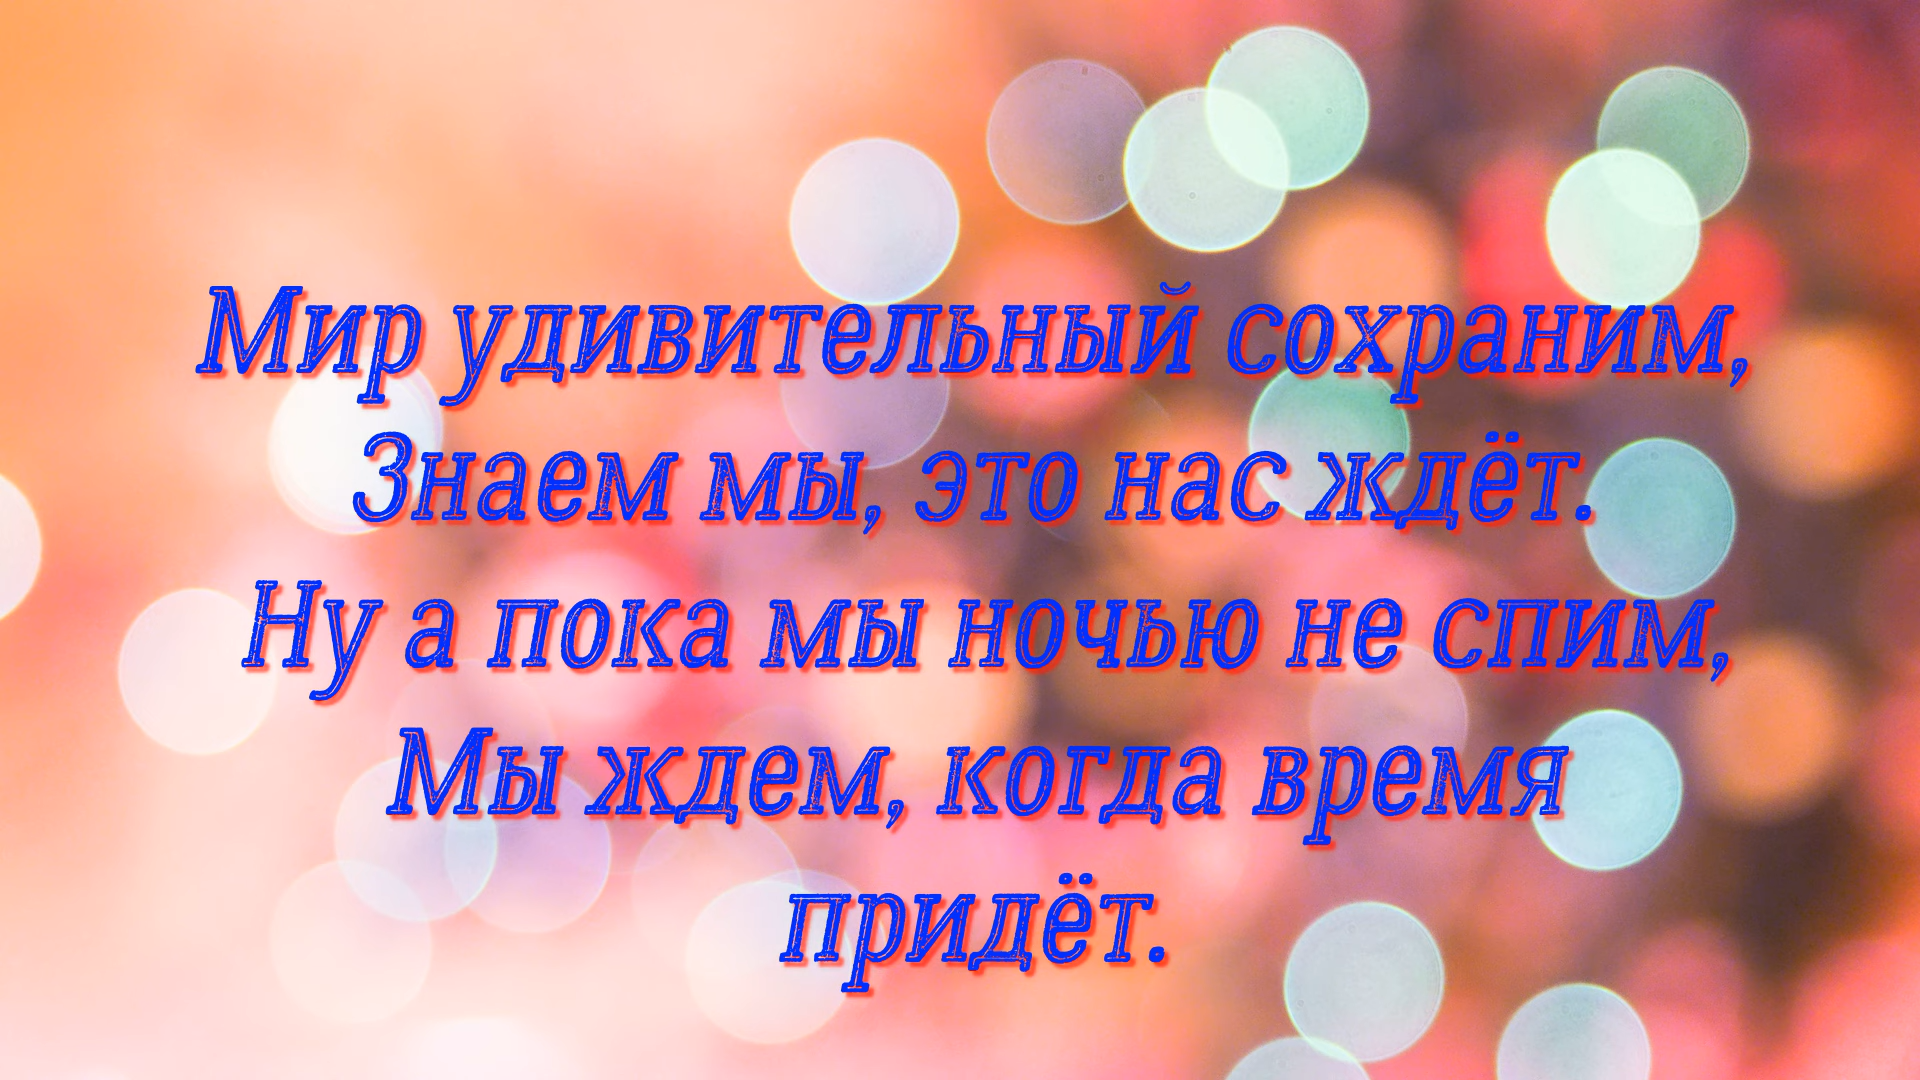 Мир удивительный сохраним,
Знаем мы, это нас ждёт.
Ну а пока мы ночью не спим,
Мы ждем, когда время
придёт.